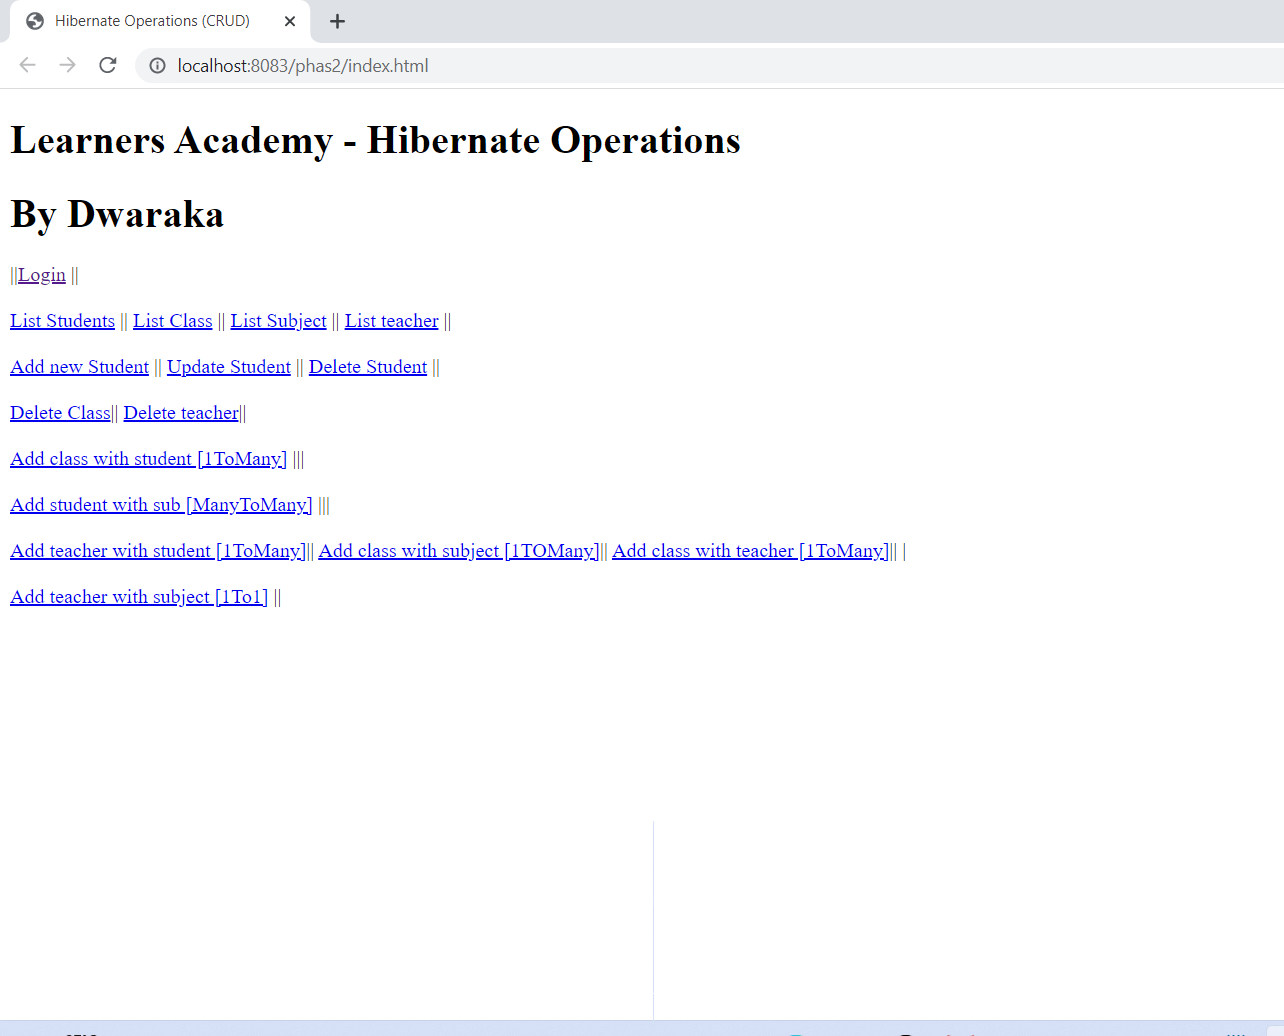 Hibernate Operations (CRUD)
localhost:8083/phas2/index.html
Learners Academy - Hibernate Operations
By Dwaraka
||Login ||
List Students || List Class || List Subject || List teacher ||
Add new Student || Update Student || Delete Student ||
Delete Class|| Delete teacher||
Add class with student [1ToMany] |||
Add student with sub [ManyToMany] |||
Add teacher with student [1ToMany]|| Add class with subject [1TOMany]|| Add class with teacher [1ToMany]|| |
Add teacher with subject [1To1] ||